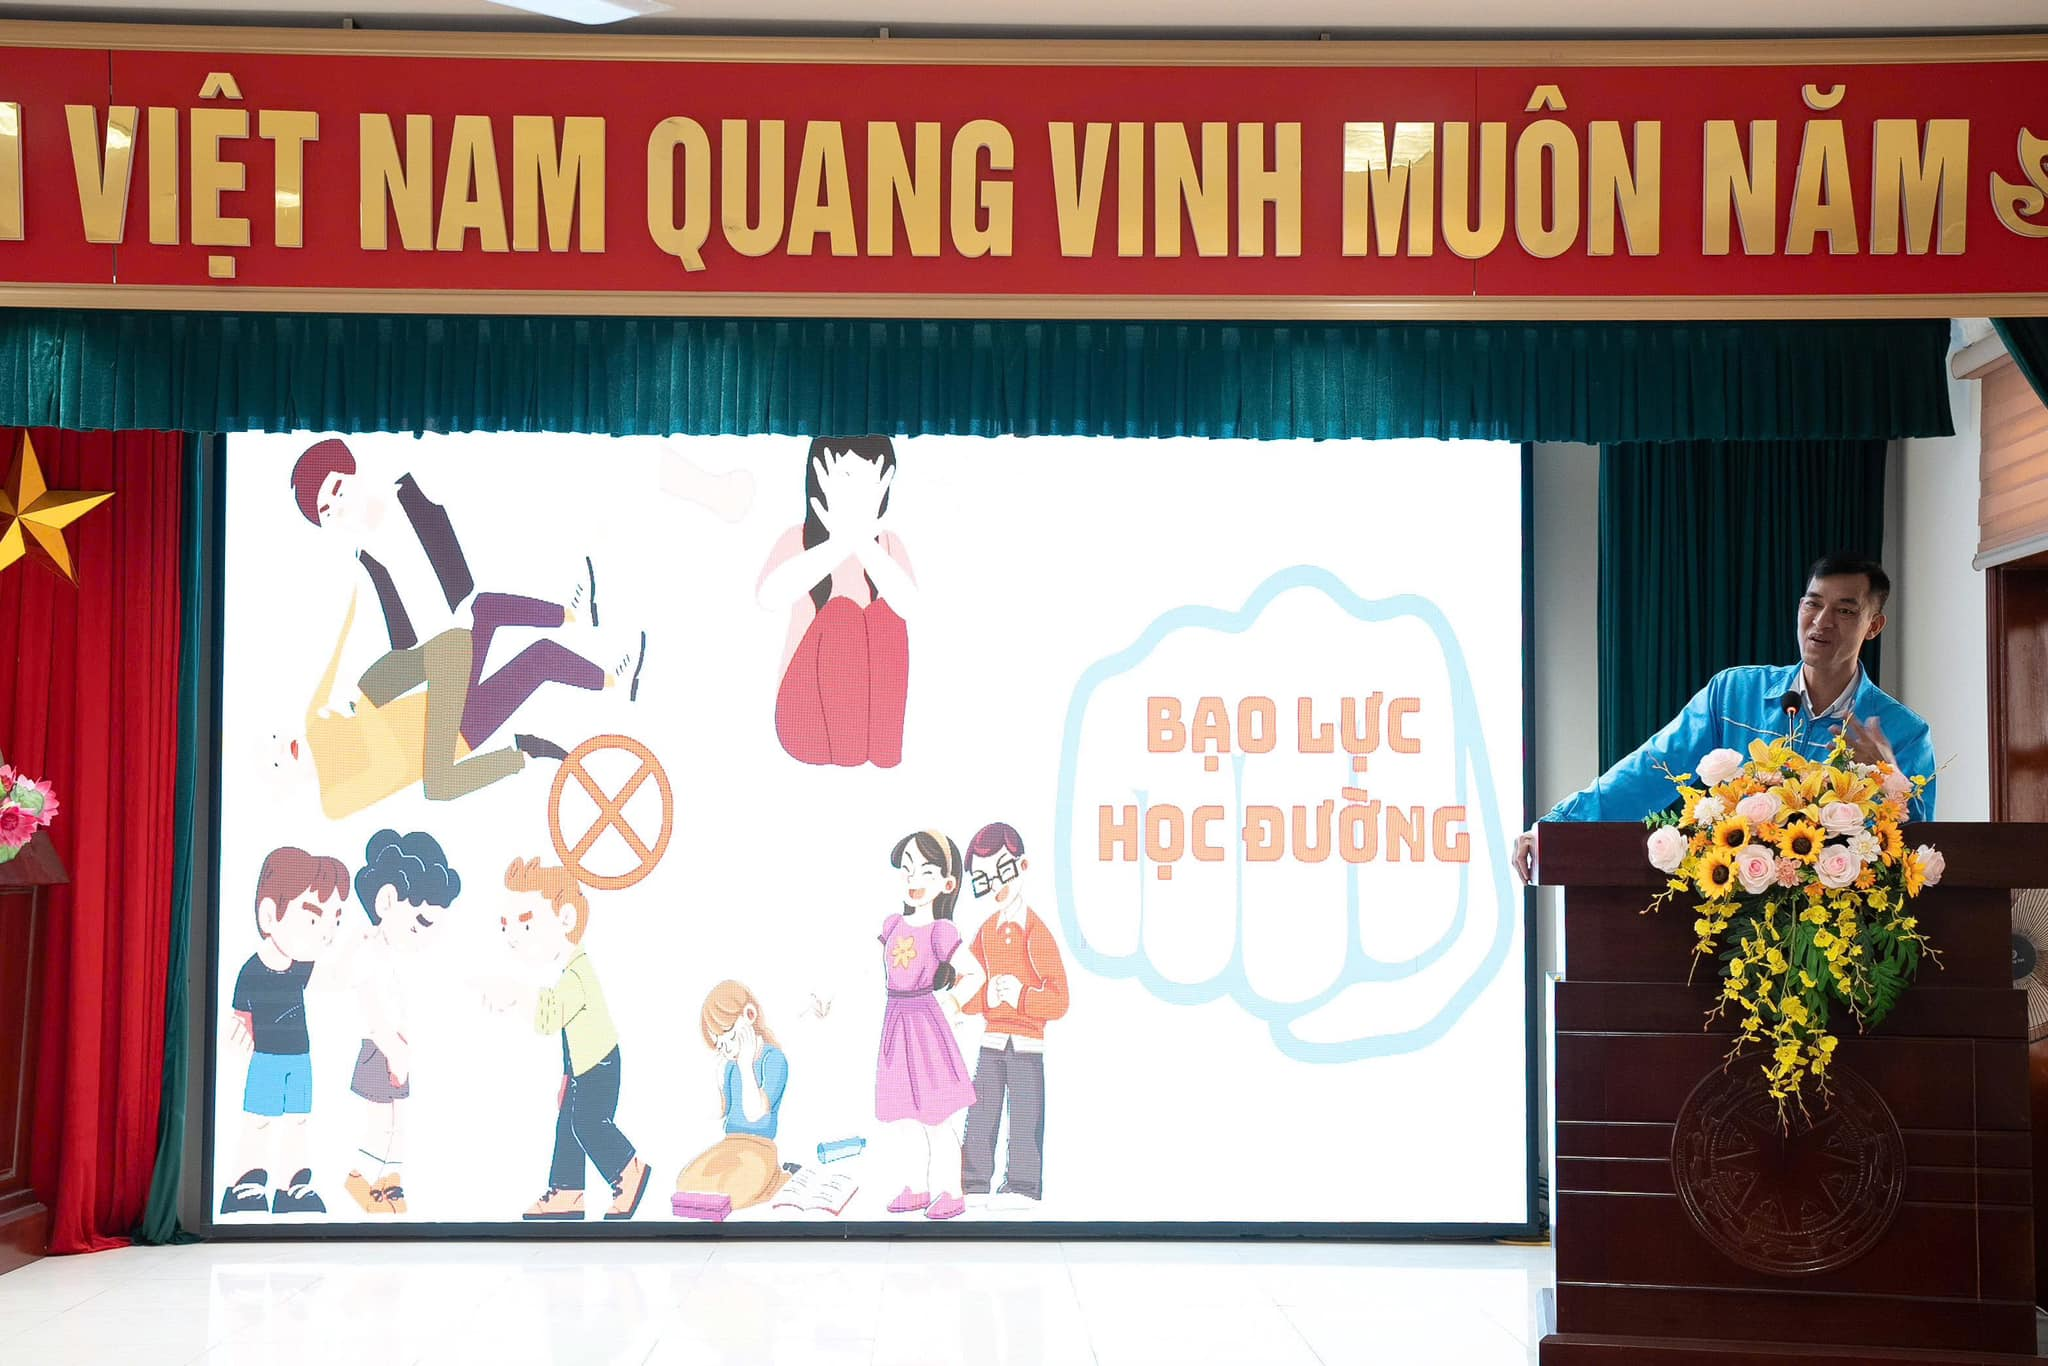 VIỆT NAM QUANG VINH MUÔN NĂM
BẠO LỰC
HỌC ĐƯỜNG